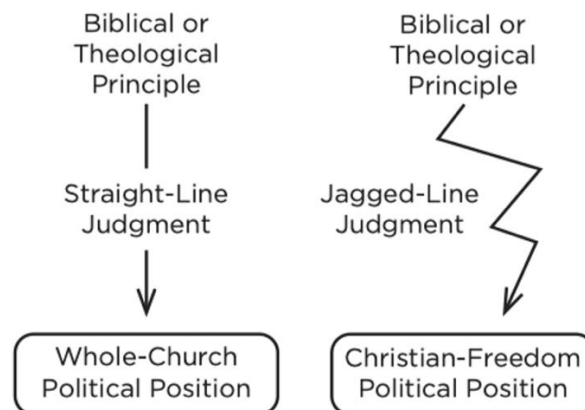 Biblical or
Theological
Principle
Straight-Line
Judgment
Whole-Church
Political Position
Biblical or
Theological
Principle
Jagged-Line
Judgment
Christian-Freedom
Political Position